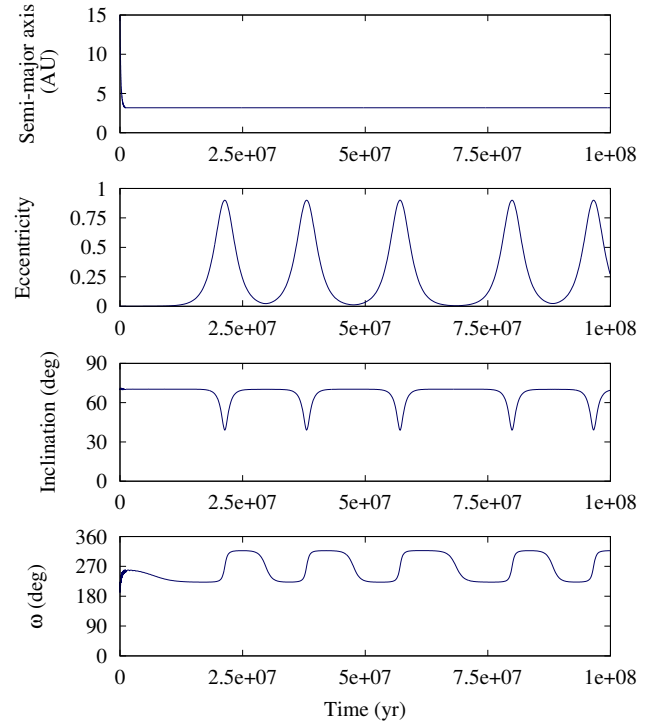 Semi-major axis
(AU)
15
10
5
0
0 2.5e+07 5e+07 7.5e+07 1e+08
Eccentricity
1
0.75
0.5
0.25
0
0 2.5e+07 5e+07 7.5e+07 1e+08
Inclination (deg)
90
60
30
0
0 2.5e+07 5e+07 7.5e+07 1e+08
ω (deg)
360
270
180
90
0
0 2.5e+07 5e+07 7.5e+07 1e+08
Time (yr)